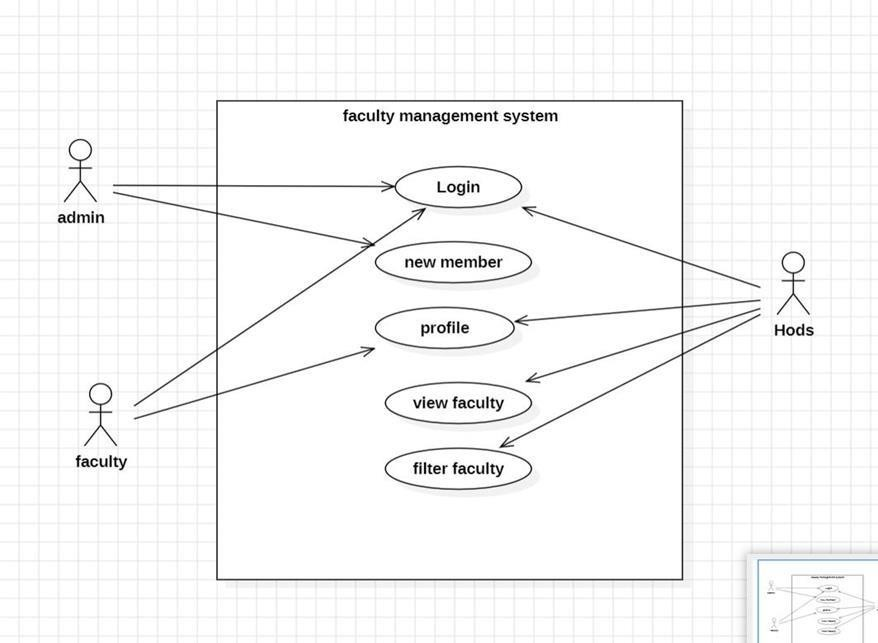 faculty management system
Login
admin
new member
profile
Hods
view faculty
faculty
filter faculty